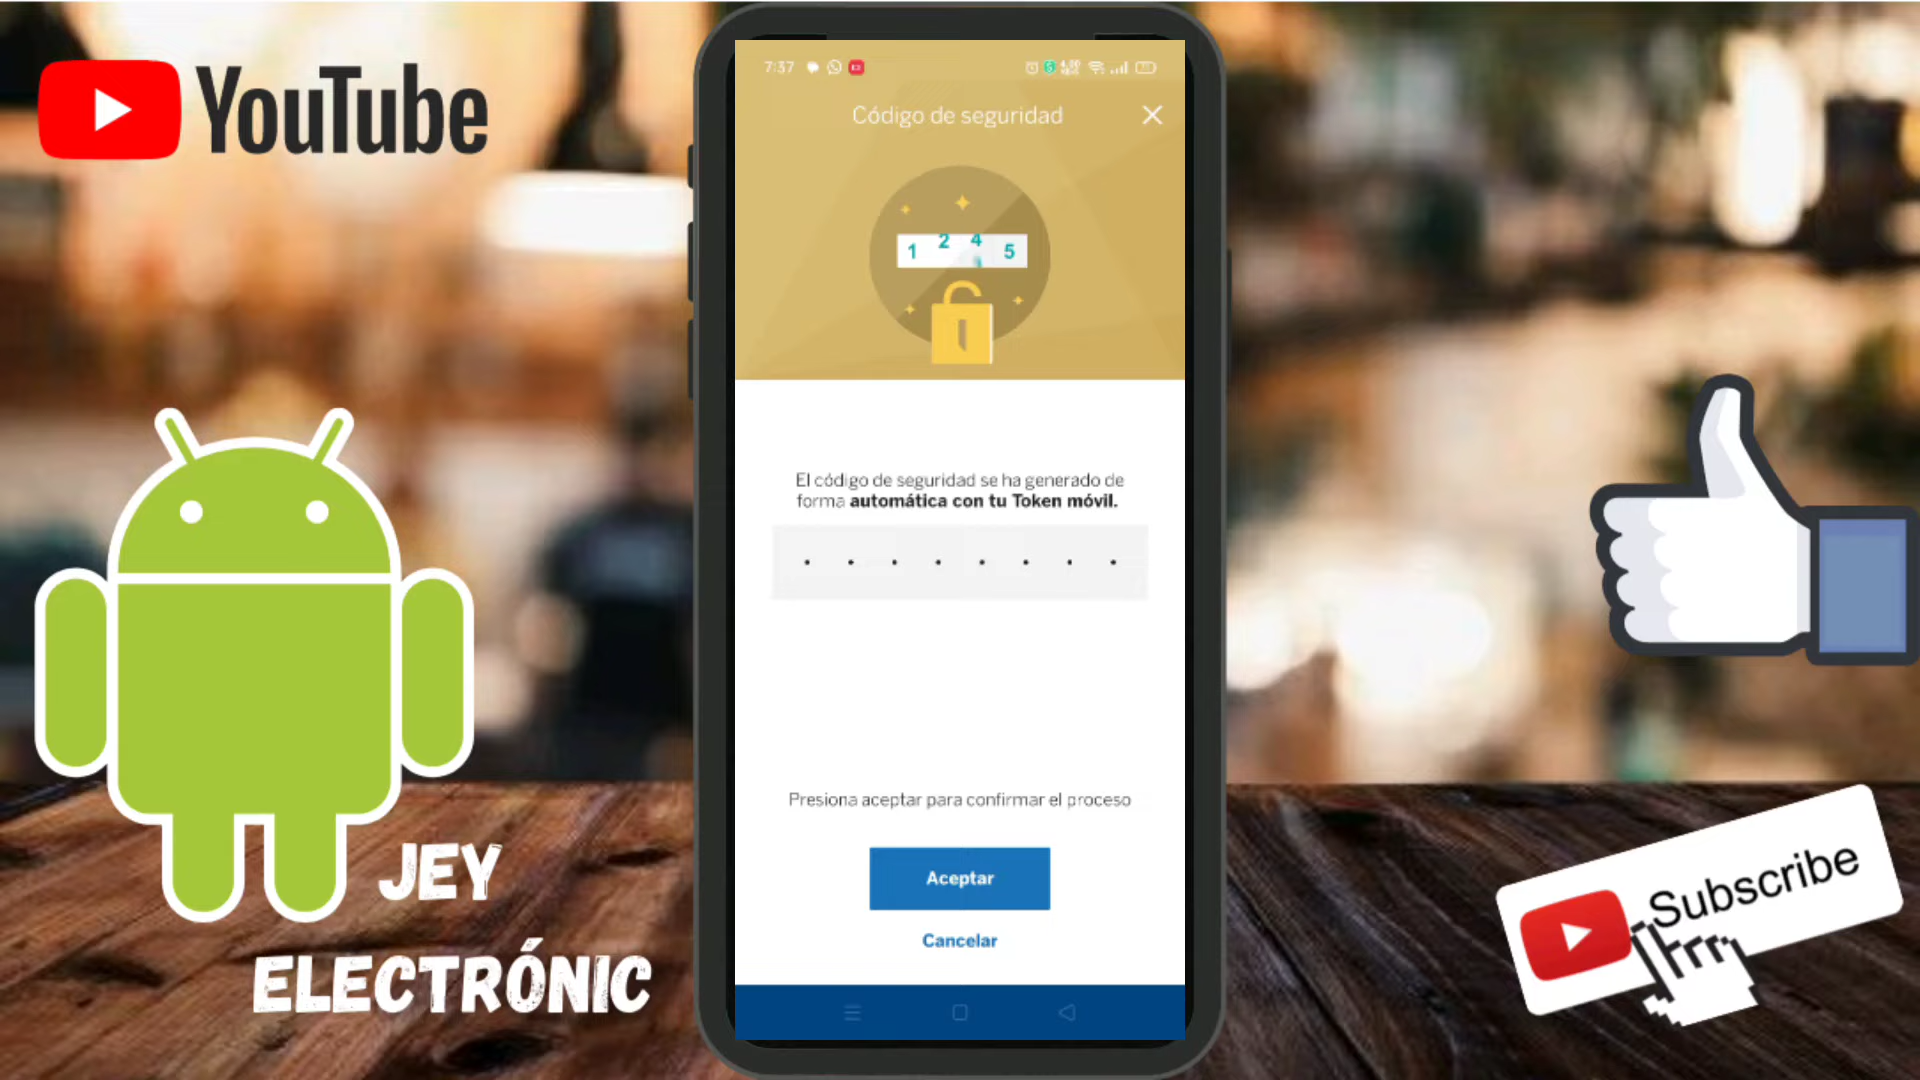 YouTube
7:37
Código de seguridad
1 2 4 5
El código de seguridad se ha generado de
forma automática con tu Token móvil.
Presiona aceptar para confirmar el proceso
Aceptar
Cancelar
JEY
ELECTRÓNIC
Subscribe